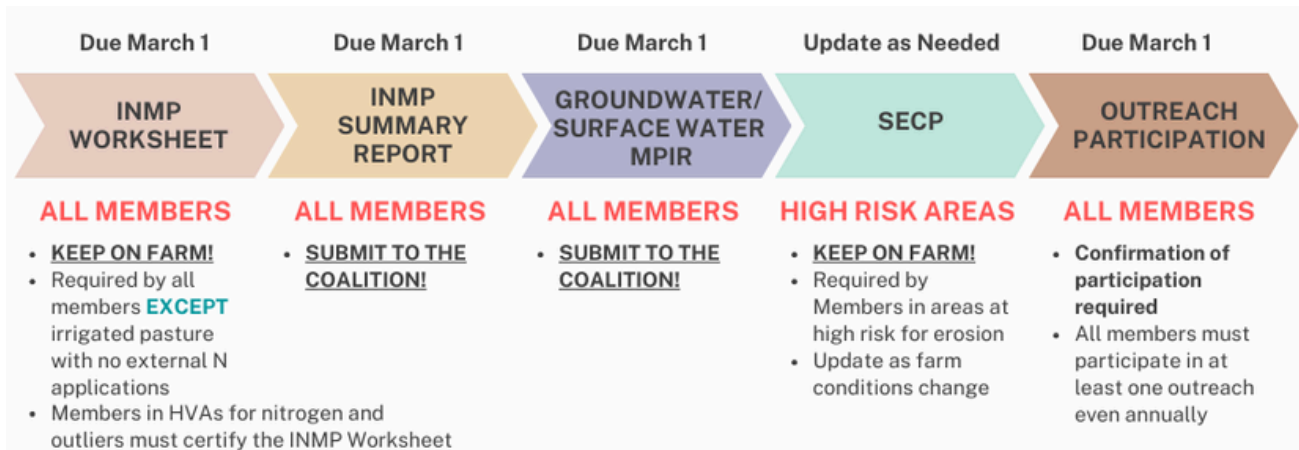 Due March 1
INMP
WORKSHEET
ALL MEMBERS
• KEEP ON FARM!
• Required by all
members EXCEPT
irrigated pasture
with no external N
applications
• Members in HVAs for nitrogen and
outliers must certify the INMP Worksheet
Due March 1
INMP
SUMMARY
REPORT
ALL MEMBERS
• SUBMIT TO THE
COALITION!
Due March 1
GROUNDWATER/
SURFACE WATER
MPIR
ALL MEMBERS
• SUBMIT TO THE
COALITION!
Update as Needed
SECP
HIGH RISK AREAS
• KEEP ON FARM!
• Required by
Members in areas at
high risk for erosion
• Update as farm
conditions change
Due March 1
OUTREACH
PARTICIPATION
ALL MEMBERS
• Confirmation of
participation
required
• All members must
participate in at
least one outreach
even annually